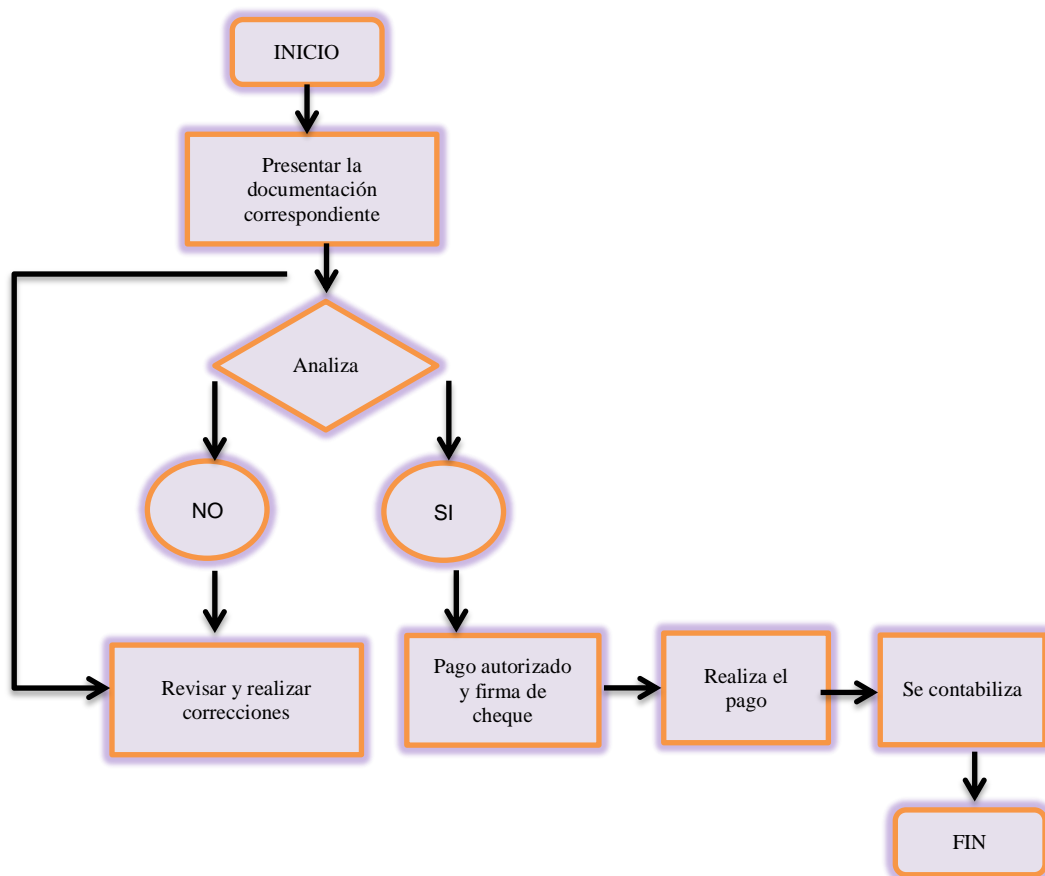 INICIO
Presentar la
documentación
correspondiente
Analiza
NO
SI
Revisar y realizar
correcciones
Pago autorizado
y firma de
cheque
Realiza el
pago
Se contabiliza
FIN